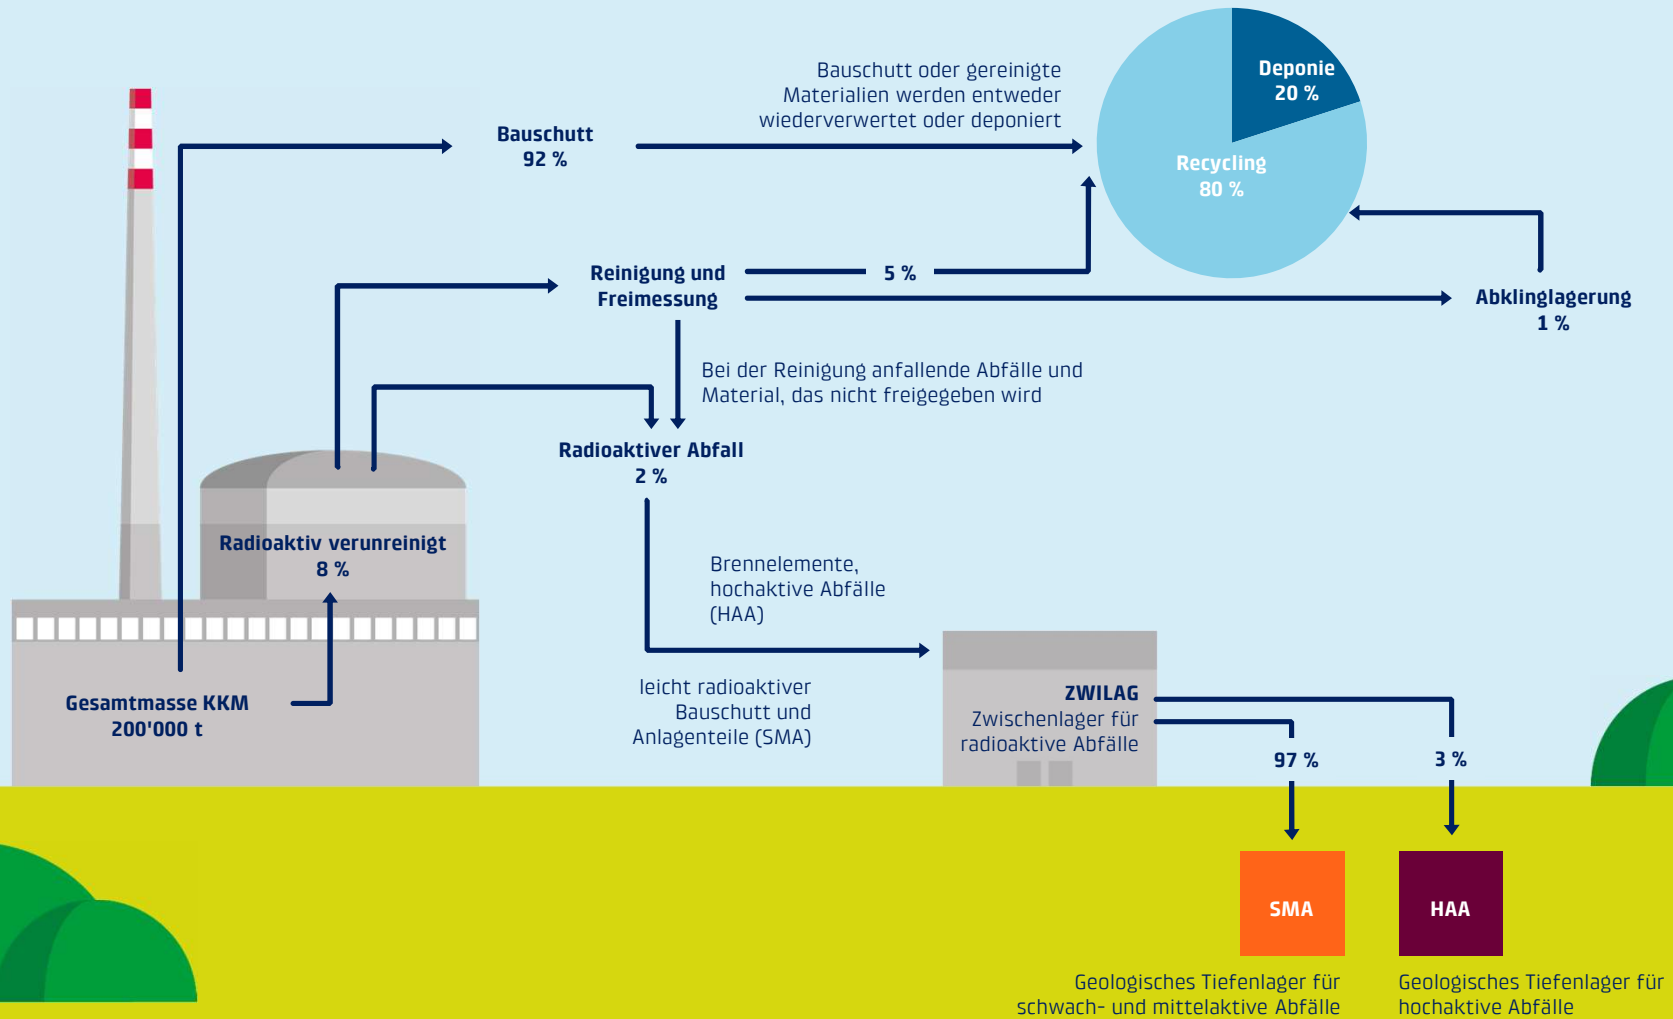 Bauschutt oder gereinigte
Materialien werden entweder
wiederverwertet oder deponiert
Deponie
20 %
Recycling
80 %
Bauschutt
92 %
Reinigung und
Freimessung
5 %
Abklinglagerung
1 %
Bei der Reinigung anfallende Abfälle und
Material, das nicht freigegeben wird
Radioaktiver Abfall
2 %
Radioaktiv verunreinigt
8 %
Brennelemente,
hochaktive Abfälle
(HAA)
Gesamtmasse KKM
200'000 t
leicht radioaktiver
Bauschutt und
Anlagenteile (SMA)
ZWILAG
Zwischenlager für
radioaktive Abfälle
97 %
3 %
SMA
HAA
Geologisches Tiefenlager für
schwach- und mittelaktive Abfälle
Geologisches Tiefenlager für
hochaktive Abfälle